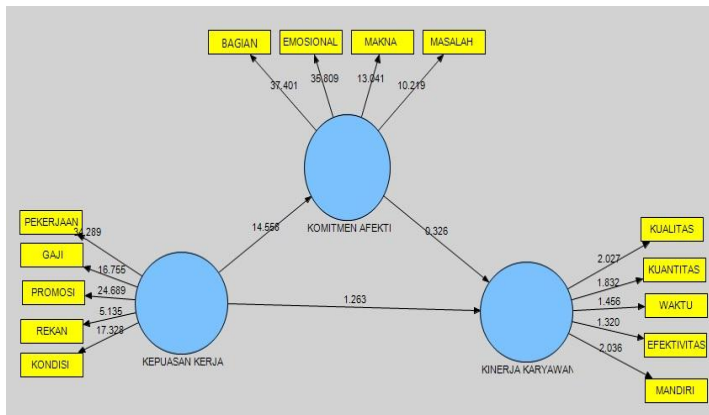 BAGIAN
EMOSIONAL
MAKNA
MASALAH
37.401
35.809
13.041
10.219
KOMITMEN AFEKTI
14.556
0.326
PEKERJAAN
34.289
GAJI
16.755
PROMOSI
24.689
REKAN
5.135
KONDISI
17.328
KEPUASAN KERJA
1.263
KUALITAS
2.027
KUANTITAS
1.832
WAKTU
1.456
EFEKTIVITAS
1.320
MANDIRI
2.036
KINERJA KARYAWAN